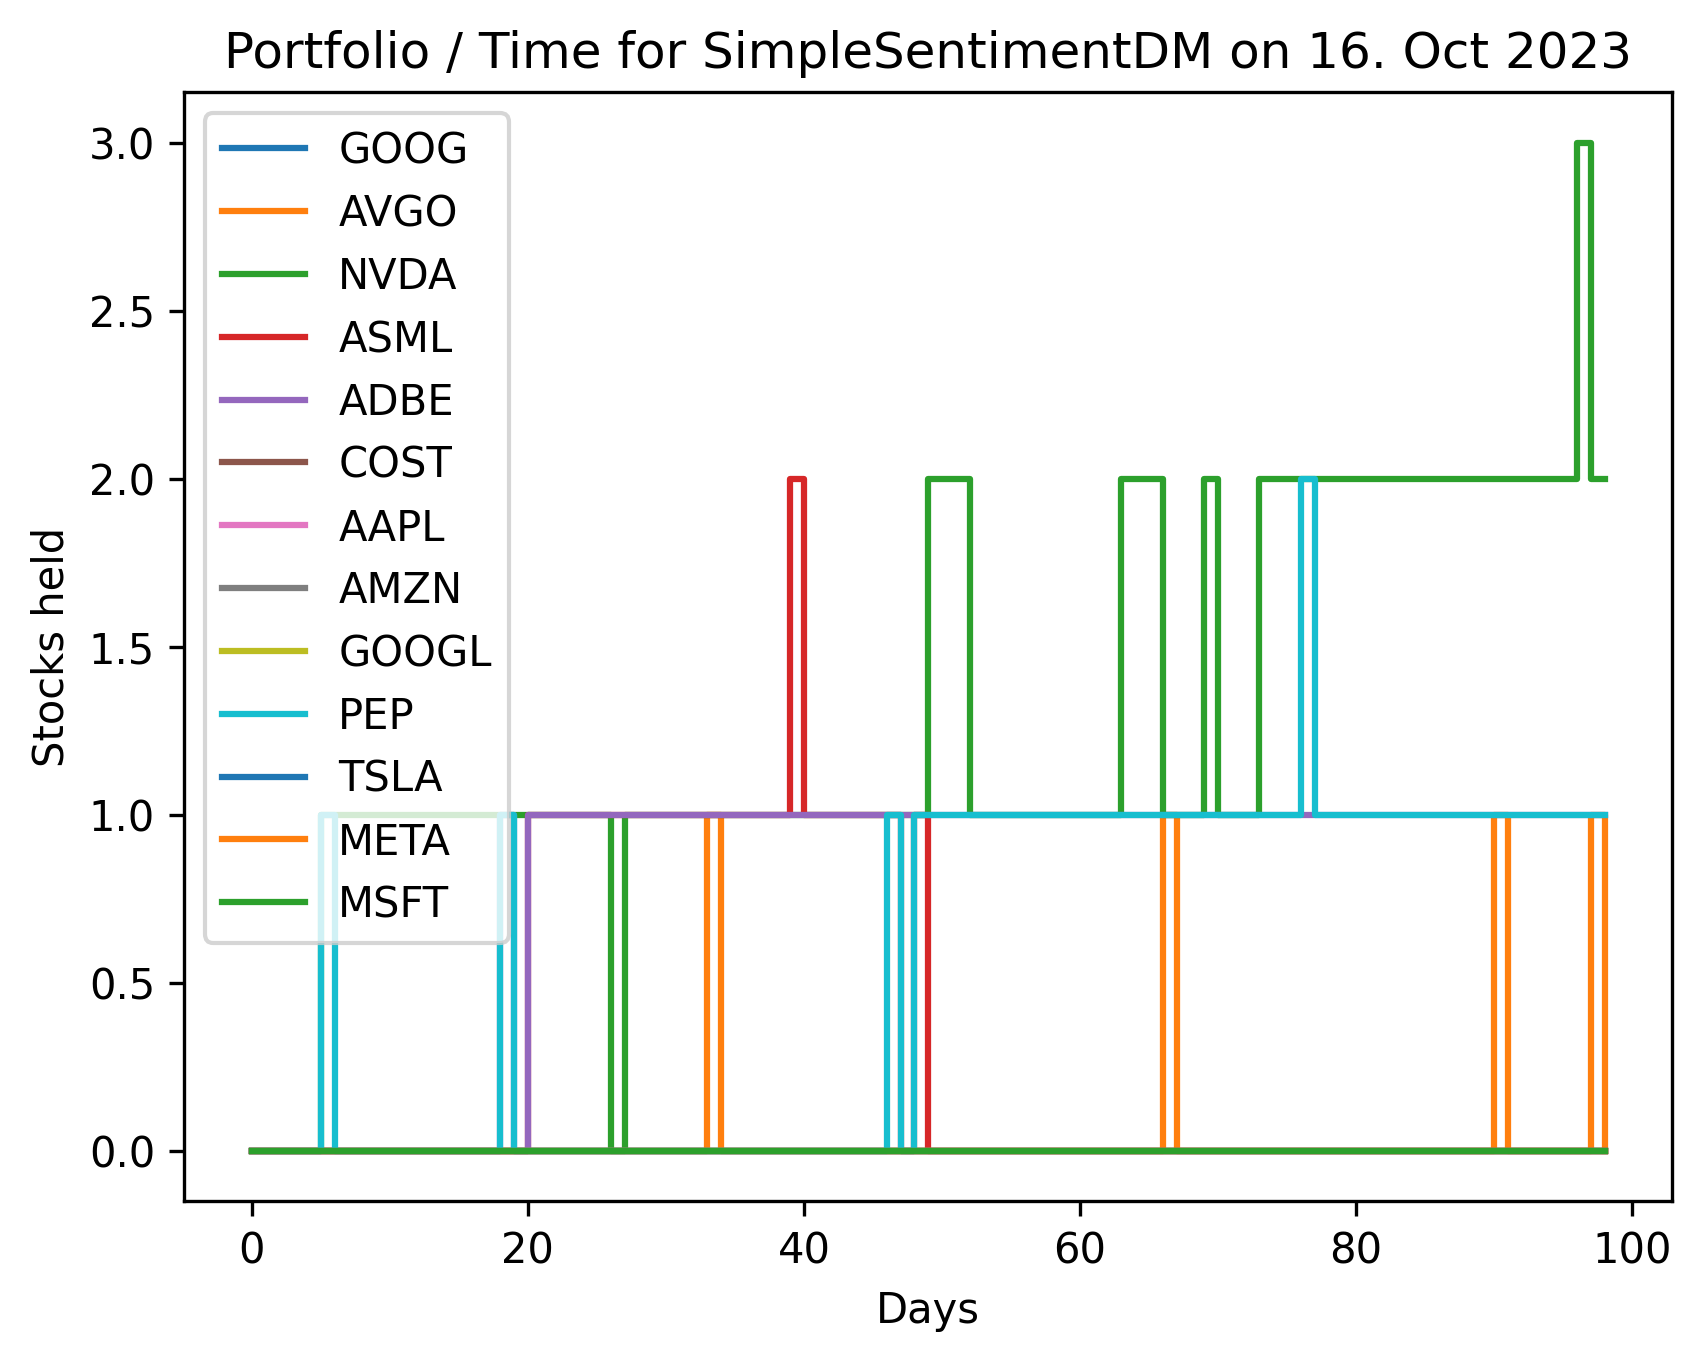 Portfolio / Time for SimpleSentimentDM on 16. Oct 2023
GOOG
AVGO
NVDA
ASML
ADBE
COST
AAPL
AMZN
GOOGL
PEP
TSLA
META
MSFT
3.0
2.5
2.0
1.5
1.0
0.5
0.0
Stocks held
0 20 40 60 80 100
Days